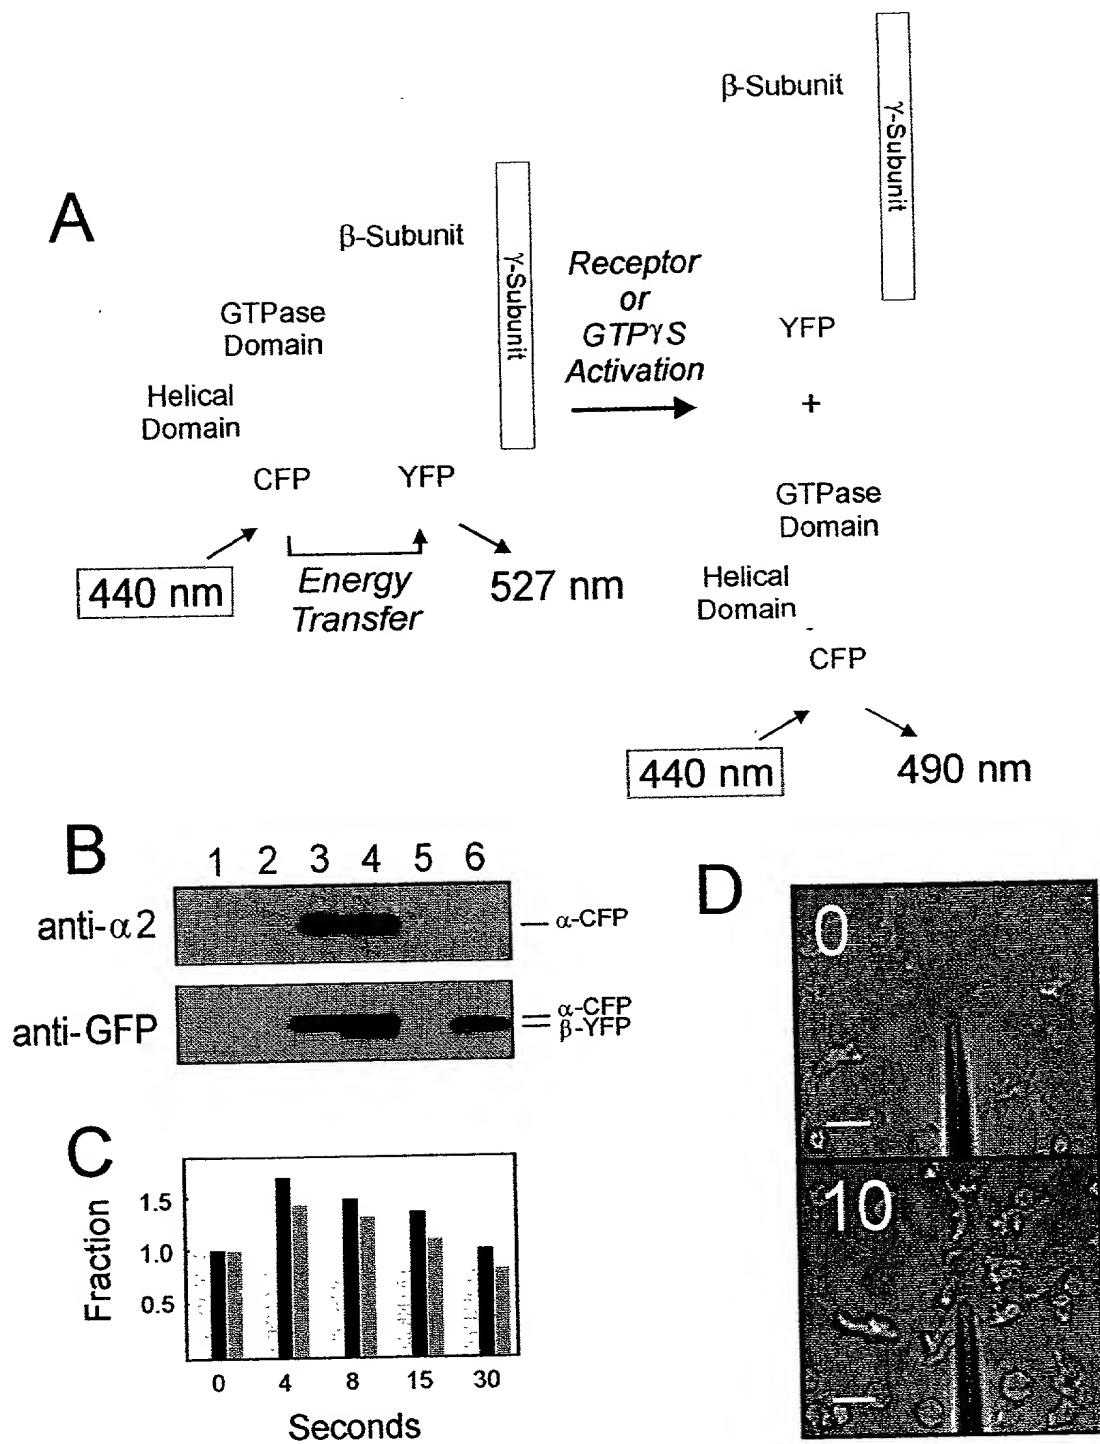 A
β-Subunit
γ-Subunit
GTPase
Domain
Helical
Domain
CFP
YFP
440 nm
Energy
Transfer
527 nm
Receptor
or
GTPγS
Activation
β-Subunit
γ-Subunit
YFP
+
GTPase
Domain
Helical
Domain
CFP
440 nm
490 nm
B
1 2 3 4 5 6
anti-α2
α-CFP
anti-GFP
α-CFP
β-YFP
C
Fraction
1.5
1.0
0.5
0 4 8 15 30
Seconds
D
0
10